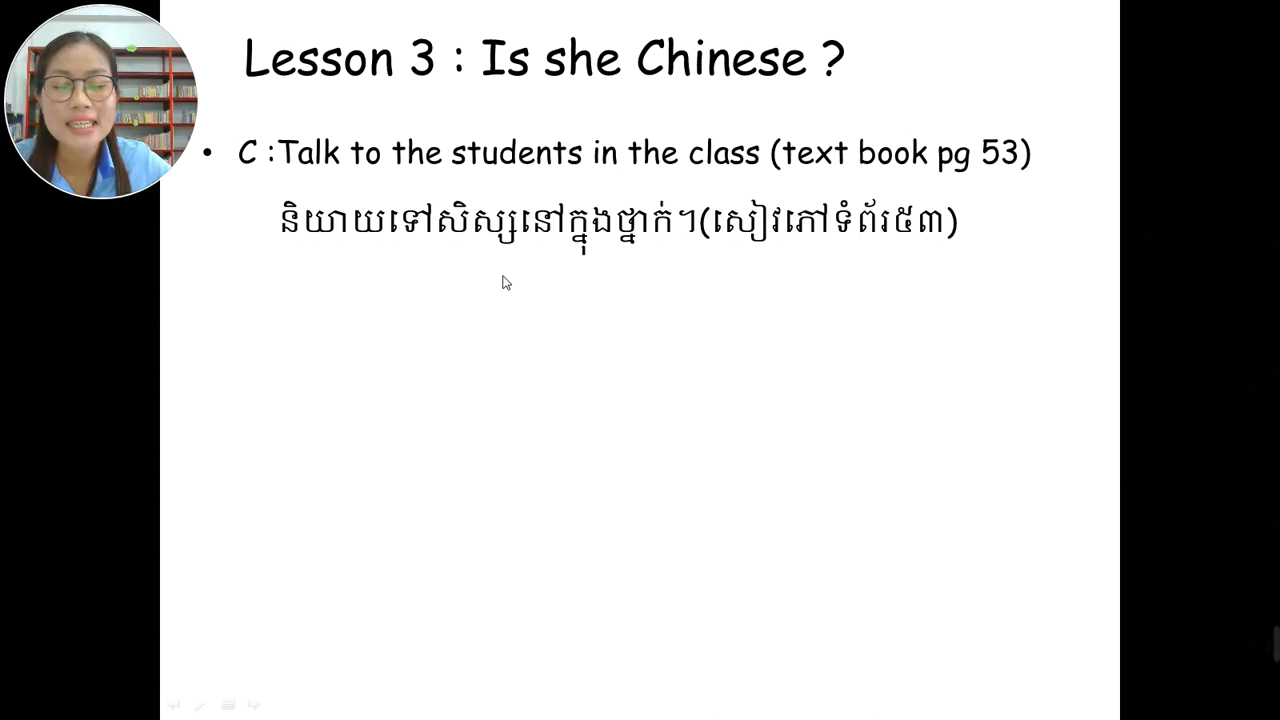 Lesson 3 : Is she Chinese ?
• C :Talk to the students in the class (text book pg 53)
និយាយទៅសិស្សនៅក្នុងថ្នាក់។(សៀវភៅទំព័រ៥៣)